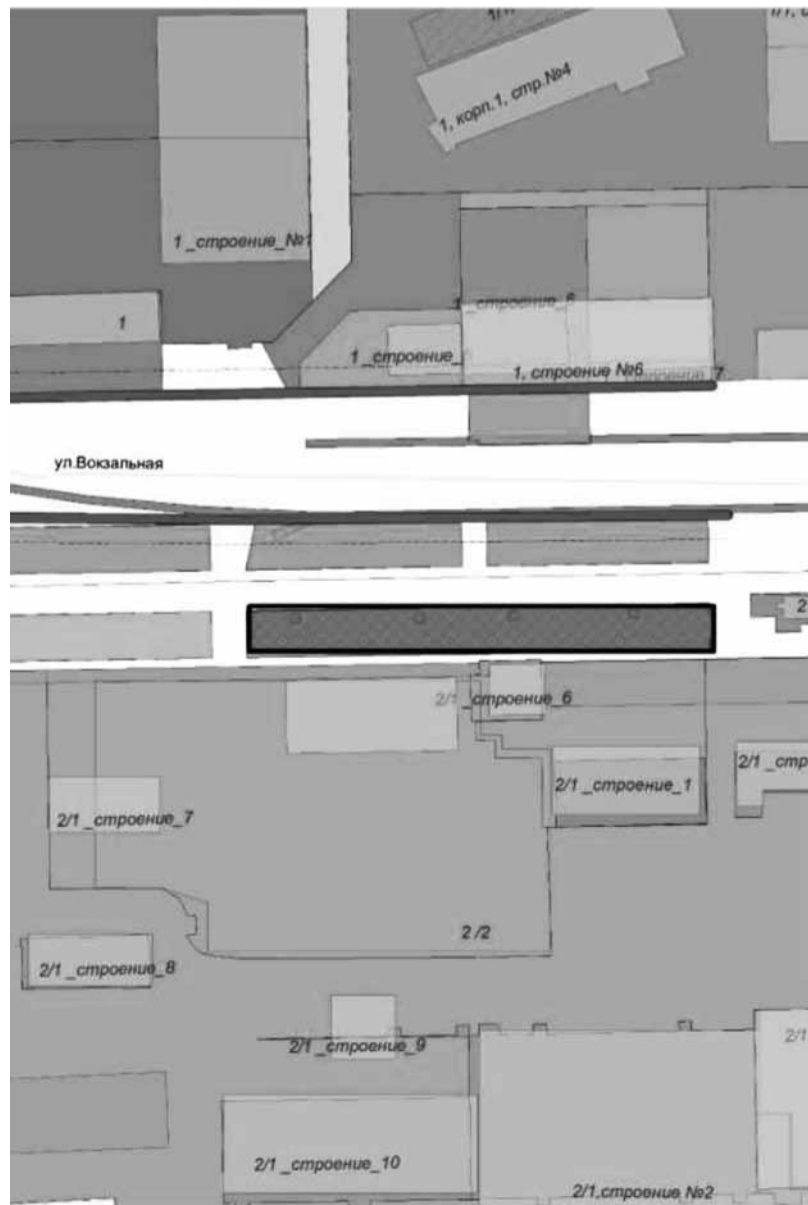 1, корп.1, стр.№4
1 _строение_№1
1
1 _строение_6
1 _строение_
1, строение №6
строение_7
ул.Вокзальная
2
2/1 _строение_6
2/1 _строение_1
2/1 _стр
2/1 _строение_7
2 /2
2/1 _строение_8
2/1
2/1 _строение_9
2/1 _строение_10
2/1,строение №2